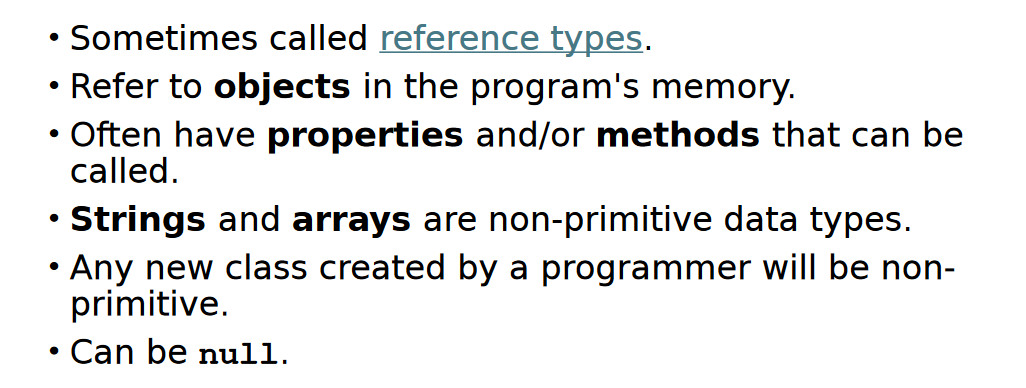 • Sometimes called reference types.
• Refer to objects in the program's memory.
• Often have properties and/or methods that can be
called.
• Strings and arrays are non-primitive data types.
• Any new class created by a programmer will be non-
primitive.
• Can be null.